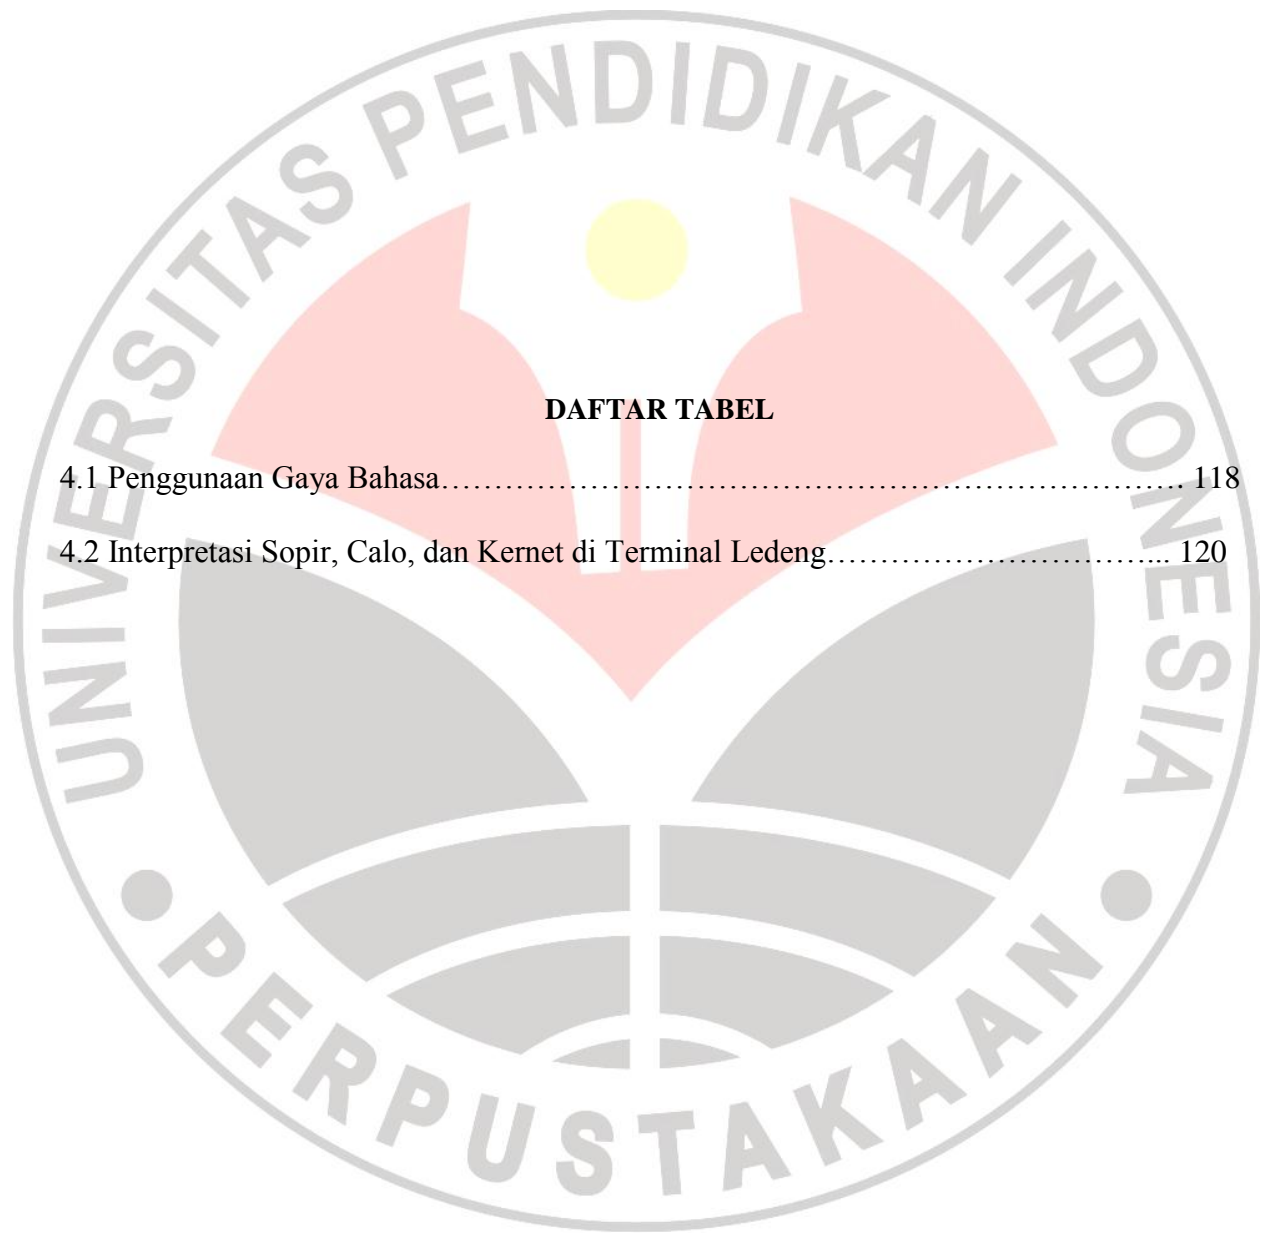 UNIVERSITAS PENDIDIKAN INDONESIA
DAFTAR TABEL
4.1 Penggunaan Gaya Bahasa…………………………………………………………………. 118
4.2 Interpretasi Sopir, Calo, dan Kernet di Terminal Ledeng…………………………... 120
PERPUSTAKAAN